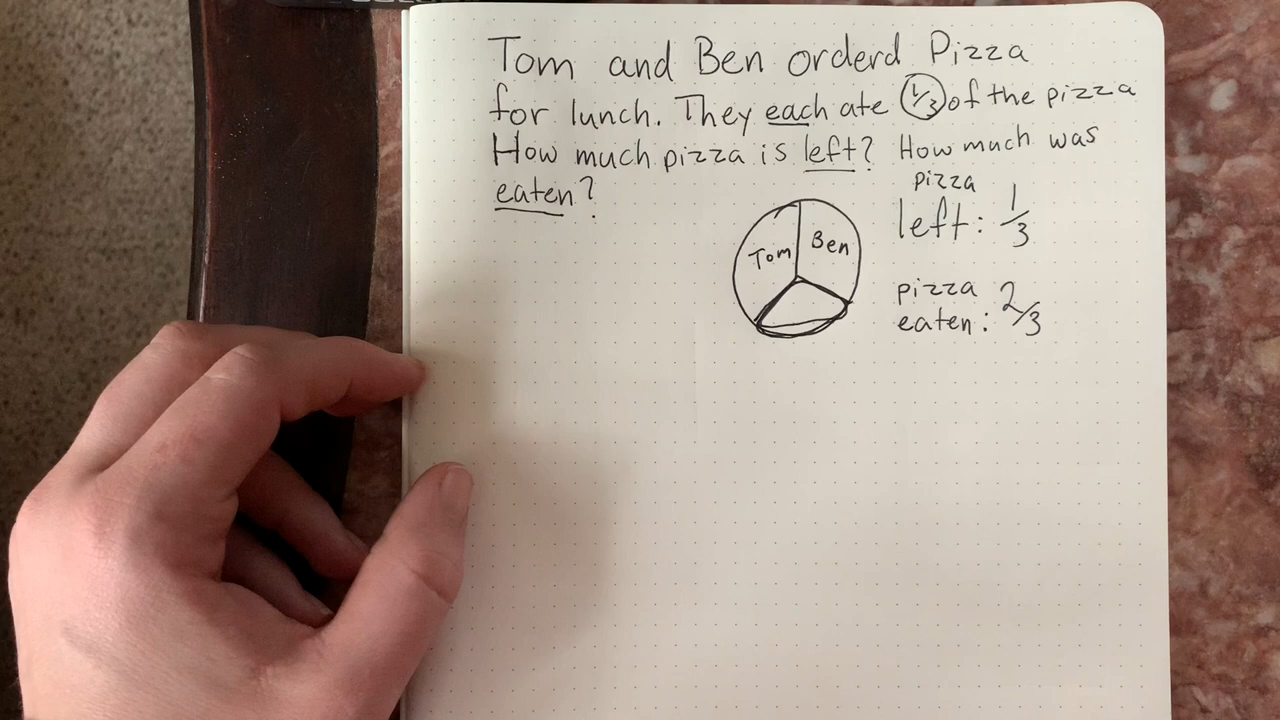 Tom and Ben orderd Pizza
for lunch. They each ate 1/3 of the pizza
How much pizza is left? How much was
eaten?
Tom
Ben
pizza
left: 1/3
pizza
eaten: 2/3